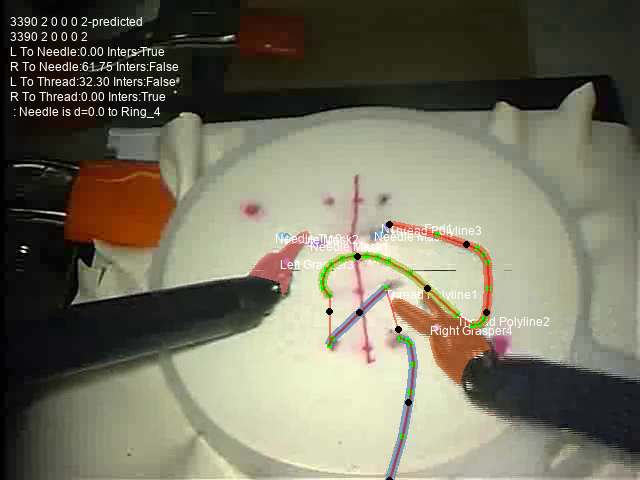 3390 2 0 0 0 2-predicted
3390 2 0 0 0 2
L To Needle:0.00 Inters:True
R To Needle:61.75 Inters:False
L To Thread:32.30 Inters:False
R To Thread:0.00 Inters:True
: Needle is d=0.0 to Ring_4
Thread Polyline3
Left Grasper3
Thread Polyline1
Thread Polyline2
Right Grasper4